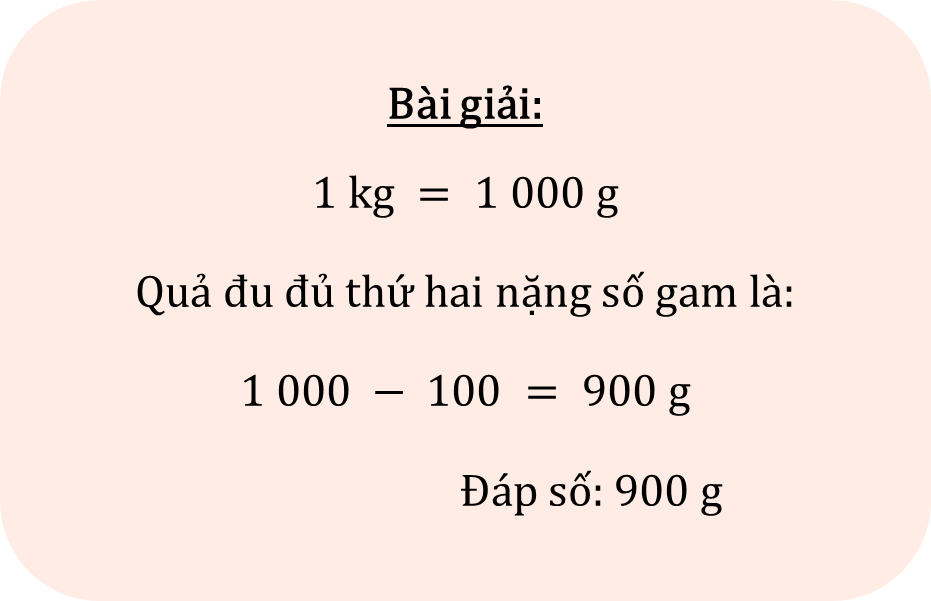 Bài giải:
1 kg = 1 000 g
Quả đu đủ thứ hai nặng số gam là:
1 000 − 100 = 900 g
Đáp số: 900 g